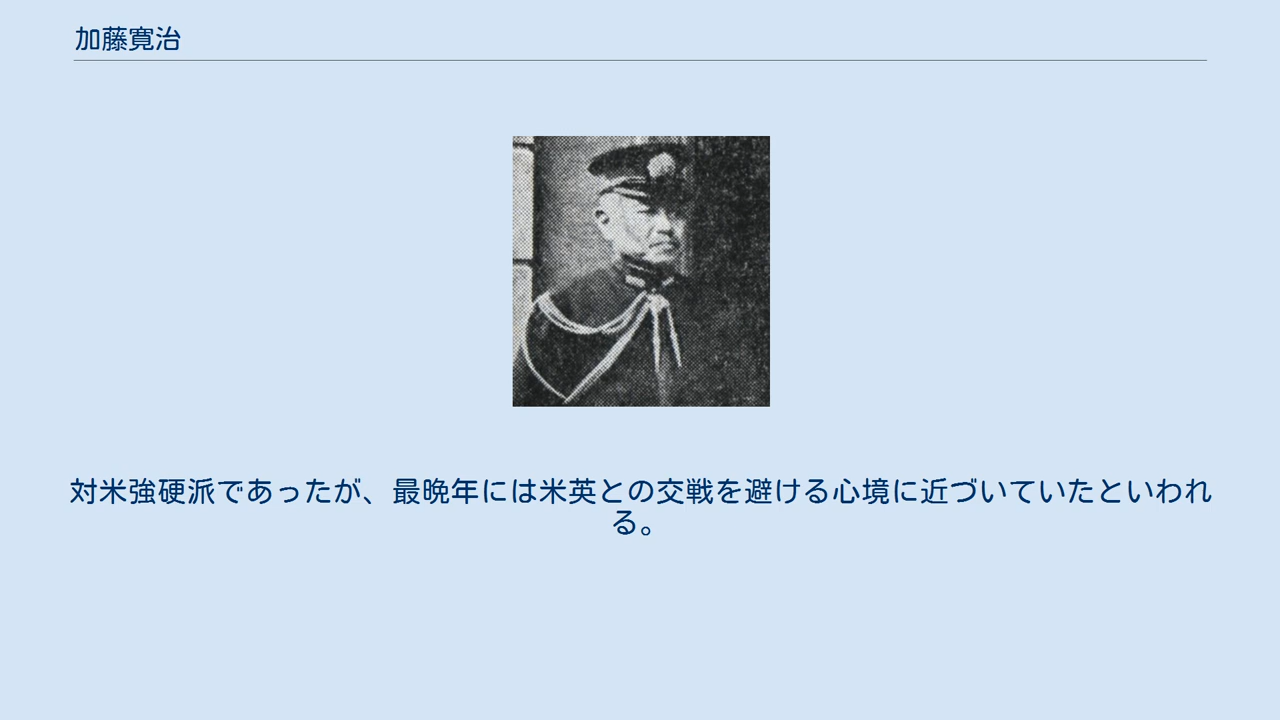 加藤寛治
対米強硬派であったが、最晩年には米英との交戦を避ける心境に近づいていたといわれ
る。